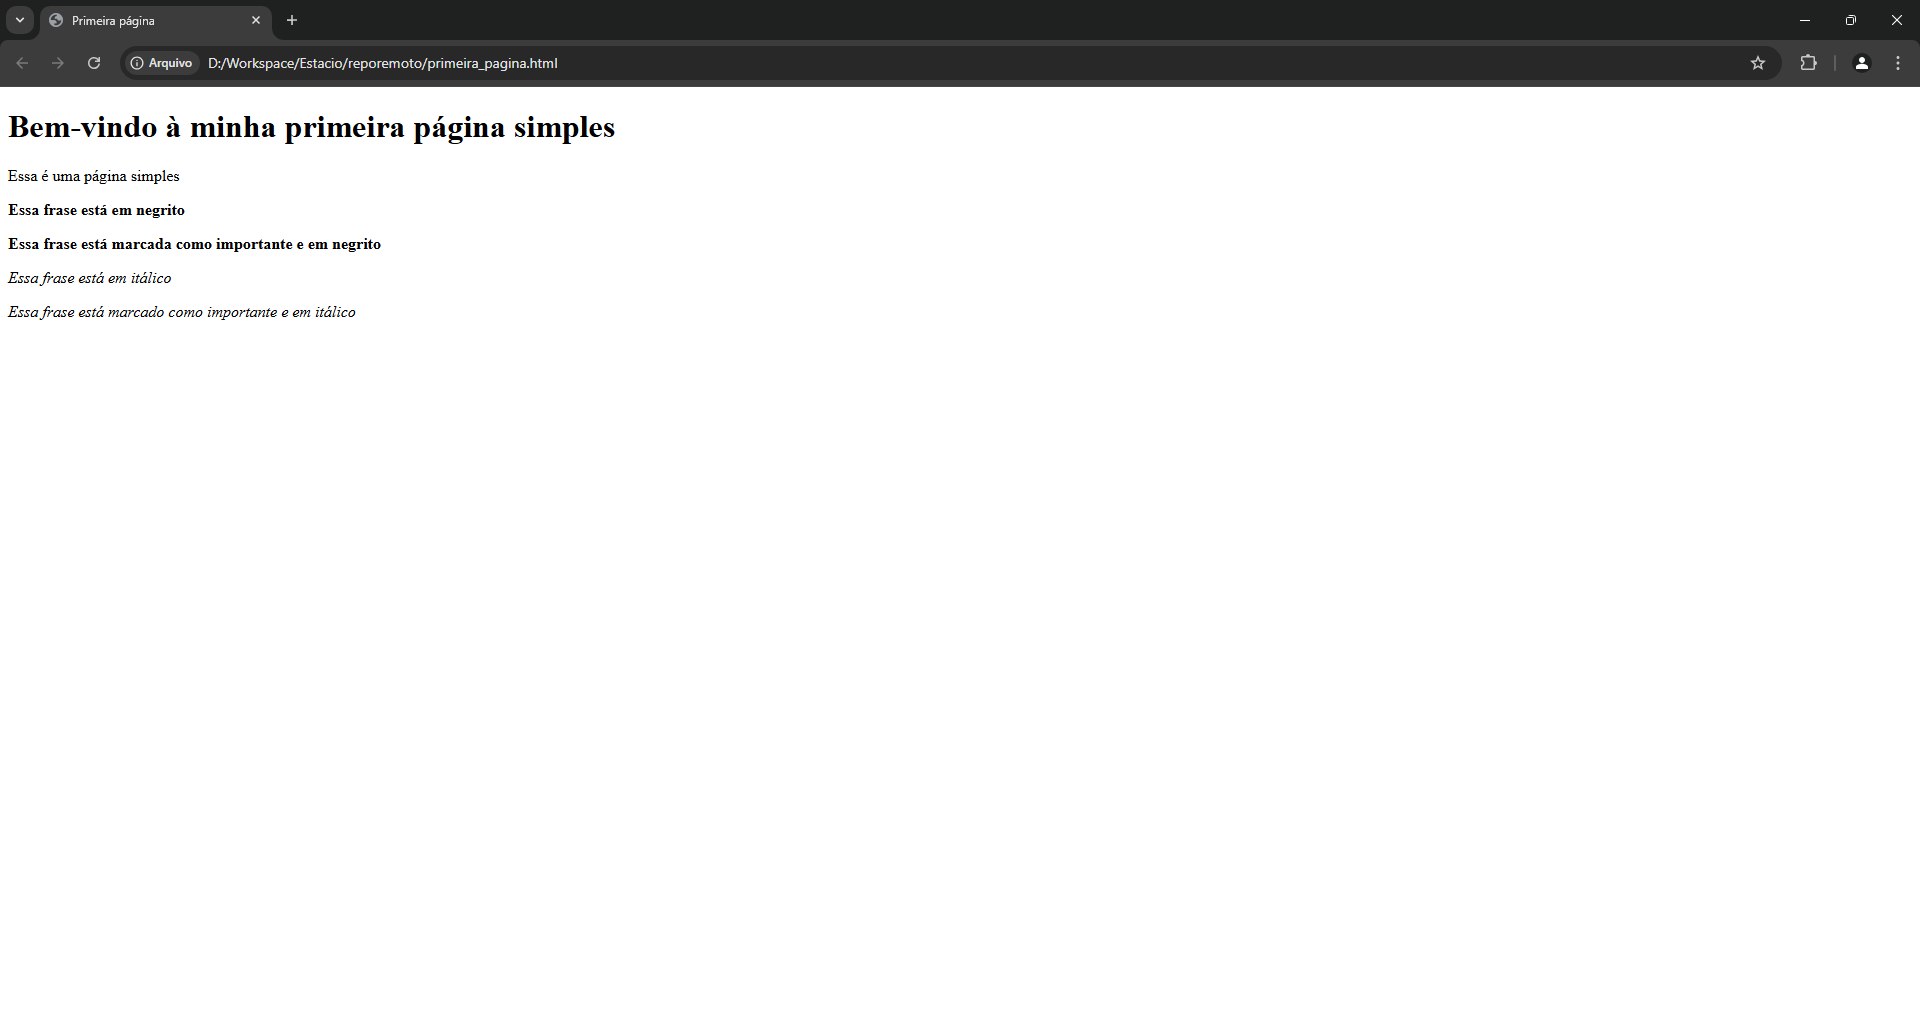 Primeira página
Arquivo D:/Workspace/Estacio/reporemoto/primeira_pagina.html
Bem-vindo à minha primeira página simples
Essa é uma página simples
Essa frase está em negrito
Essa frase está marcada como importante e em negrito
Essa frase está em itálico
Essa frase está marcado como importante e em itálico